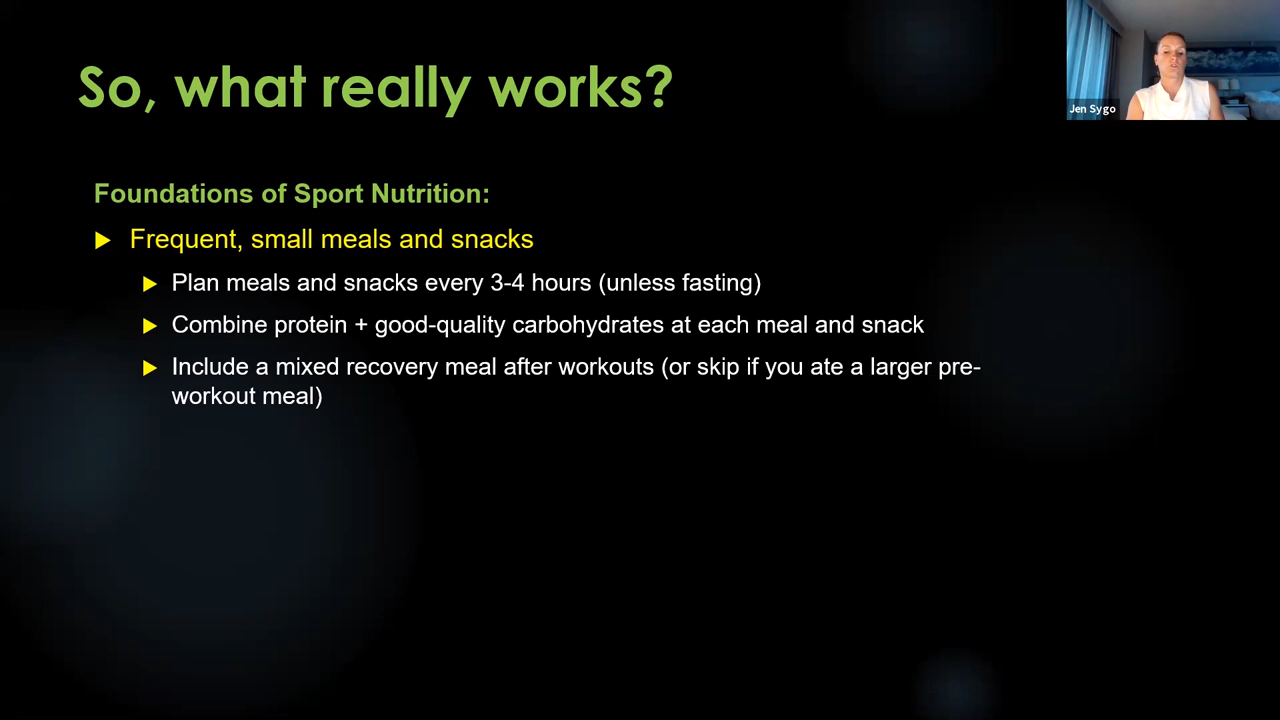 So, what really works?
Jen Sygo
Foundations of Sport Nutrition:
Frequent, small meals and snacks
Plan meals and snacks every 3-4 hours (unless fasting)
Combine protein + good-quality carbohydrates at each meal and snack
Include a mixed recovery meal after workouts (or skip if you ate a larger pre-
workout meal)